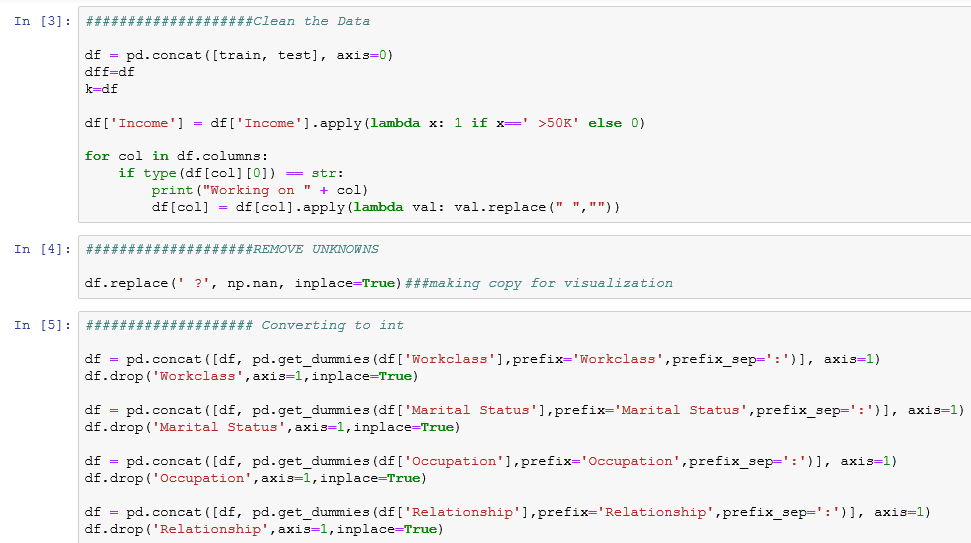 In [3]: ####################Clean the Data
df = pd.concat([train, test], axis=0)
dff=df
k=df
df['Income'] = df['Income'].apply(lambda x: 1 if x==' >50K' else 0)
for col in df.columns:
    if type(df[col][0]) == str:
        print("Working on " + col)
        df[col] = df[col].apply(lambda val: val.replace(" ",""))
In [4]: ####################REMOVE UNKNOWNS
df.replace(' ?', np.nan, inplace=True)###making copy for visualization
In [5]: #################### Converting to int
df = pd.concat([df, pd.get_dummies(df['Workclass'],prefix='Workclass',prefix_sep=':')], axis=1)
df.drop('Workclass',axis=1,inplace=True)
df = pd.concat([df, pd.get_dummies(df['Marital Status'],prefix='Marital Status',prefix_sep=':')], axis=1)
df.drop('Marital Status',axis=1,inplace=True)
df = pd.concat([df, pd.get_dummies(df['Occupation'],prefix='Occupation',prefix_sep=':')], axis=1)
df.drop('Occupation',axis=1,inplace=True)
df = pd.concat([df, pd.get_dummies(df['Relationship'],prefix='Relationship',prefix_sep=':')], axis=1)
df.drop('Relationship',axis=1,inplace=True)